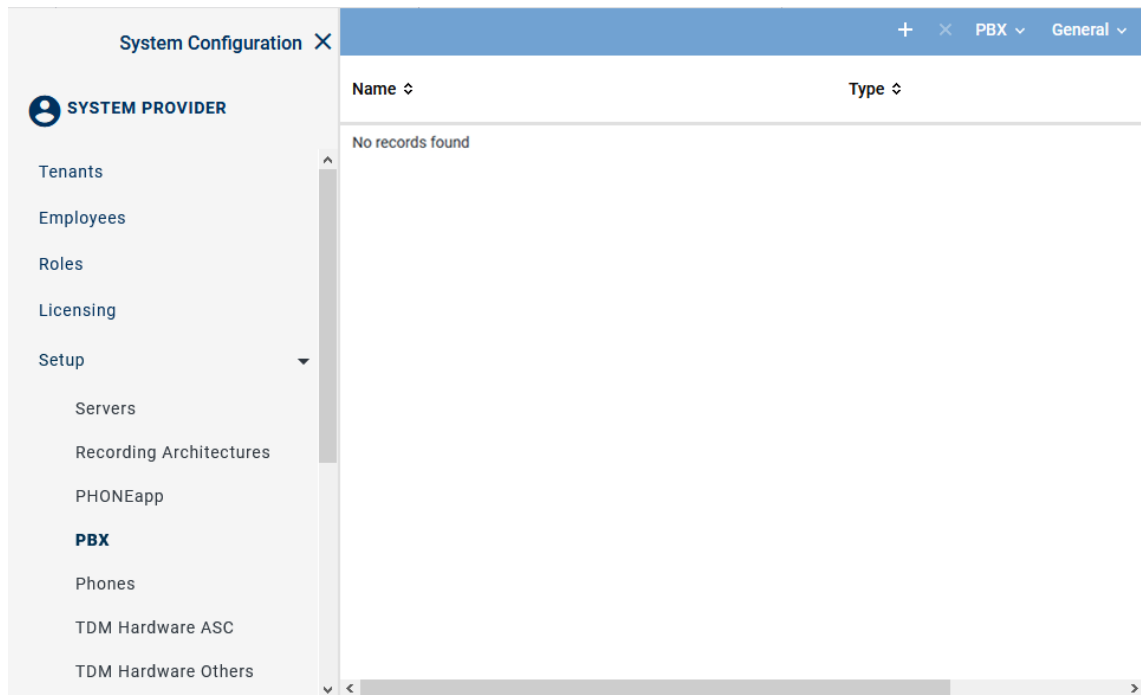 System Configuration
SYSTEM PROVIDER
Tenants
Employees
Roles
Licensing
Setup
Servers
Recording Architectures
PHONEapp
PBX
Phones
TDM Hardware ASC
TDM Hardware Others
PBX General
Name Type
No records found